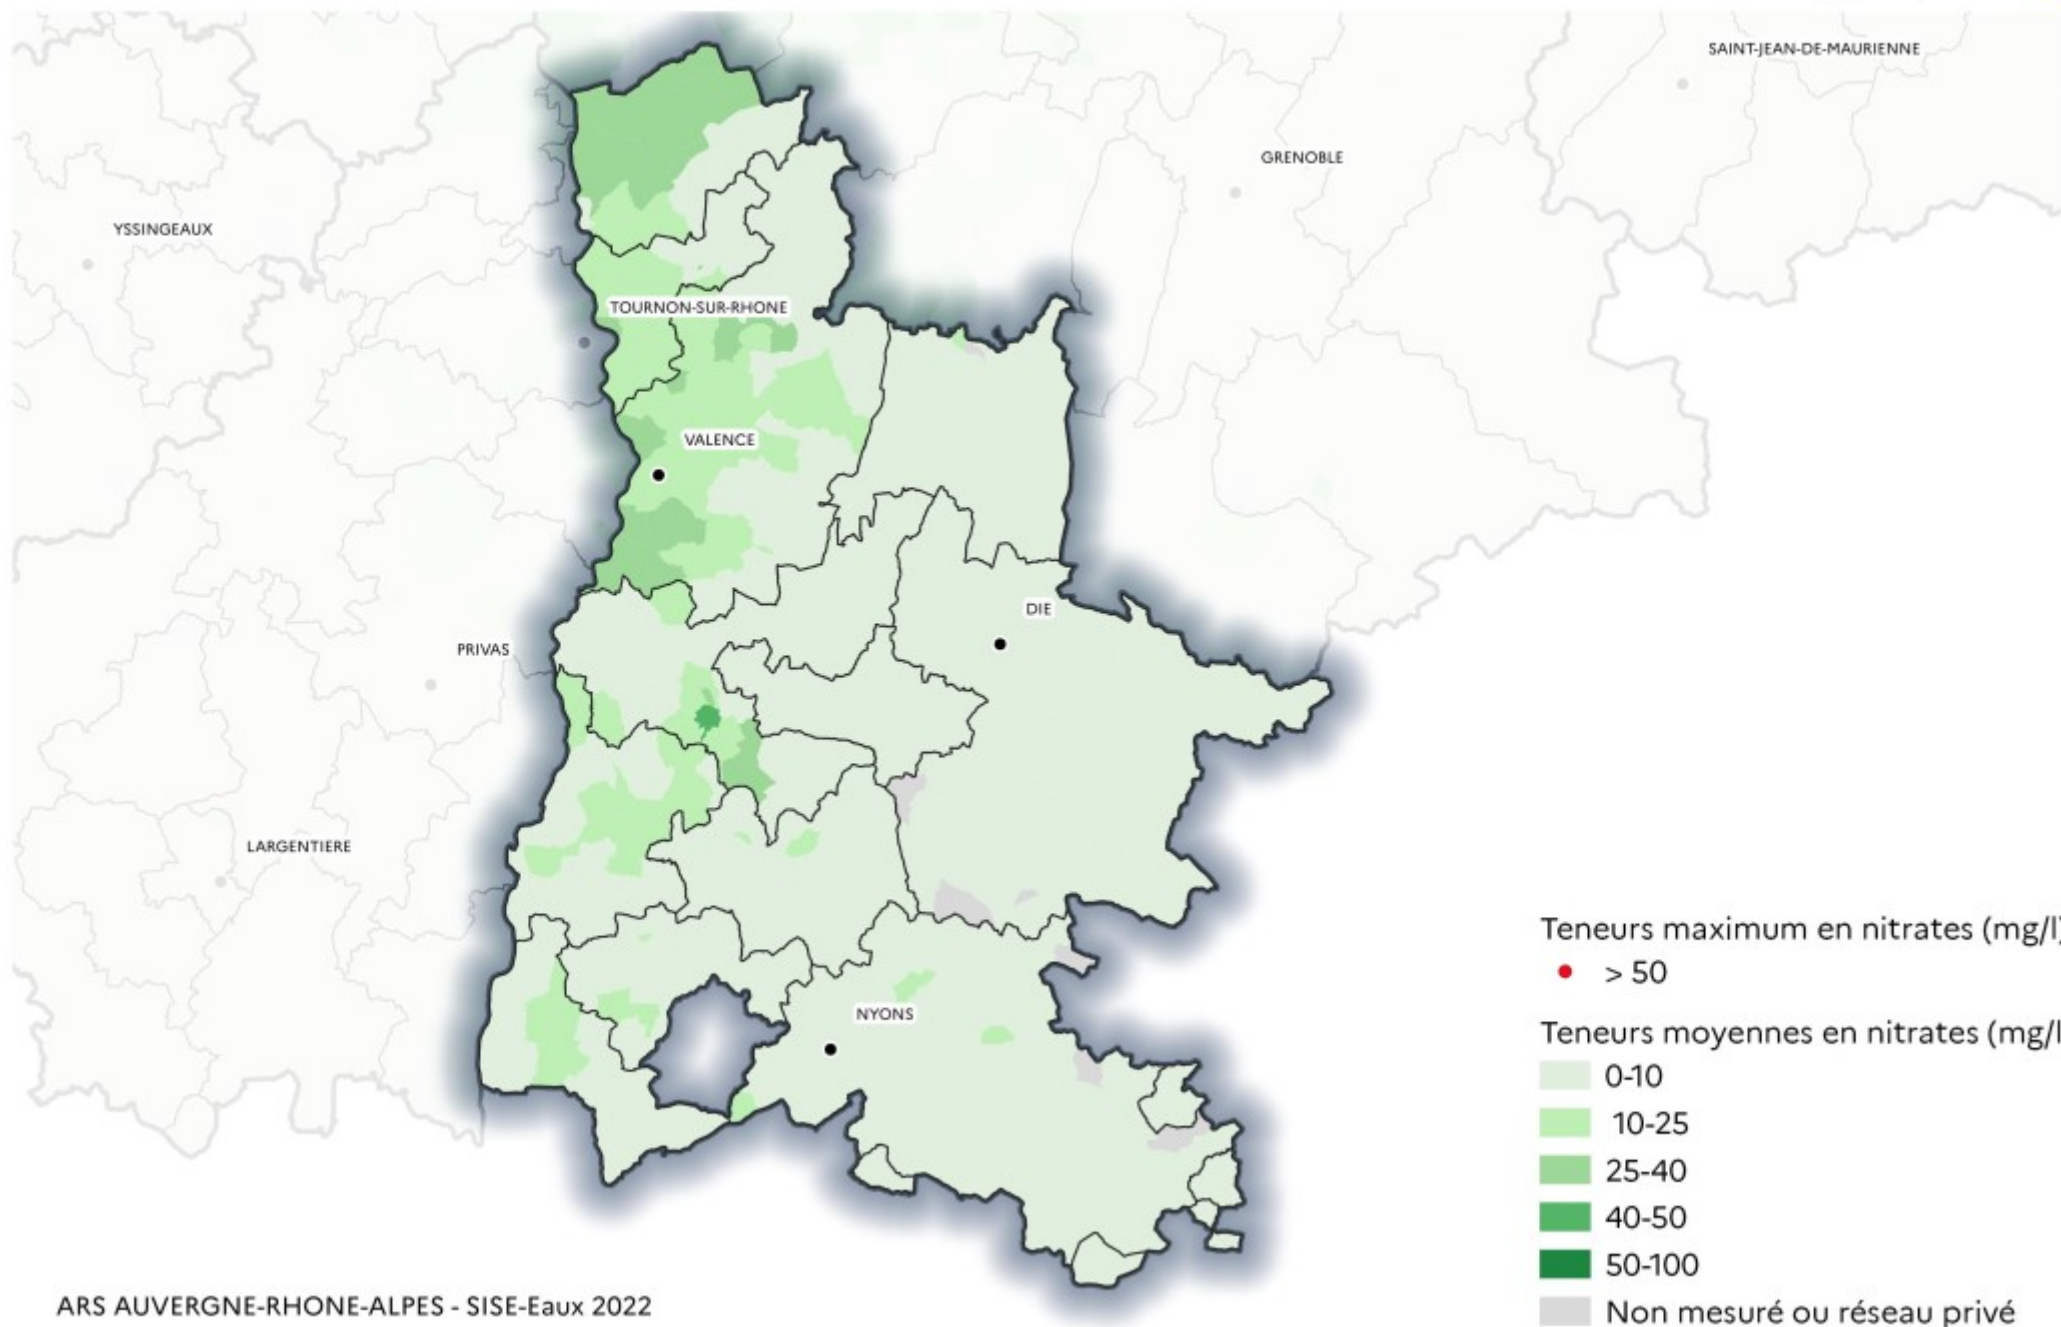 SAINT-JEAN-DE-MAURIENNE
GRENOBLE
YSSINGEAUX
TOURNON-SUR-RHONE
VALENCE
DIE
PRIVAS
LARGENTIERE
NYONS
Teneurs maximum en nitrates (mg/l)
> 50
Teneurs moyennes en nitrates (mg/l
0-10
10-25
25-40
40-50
50-100
Non mesuré ou réseau privé
ARS AUVERGNE-RHONE-ALPES - SISE-Eaux 2022